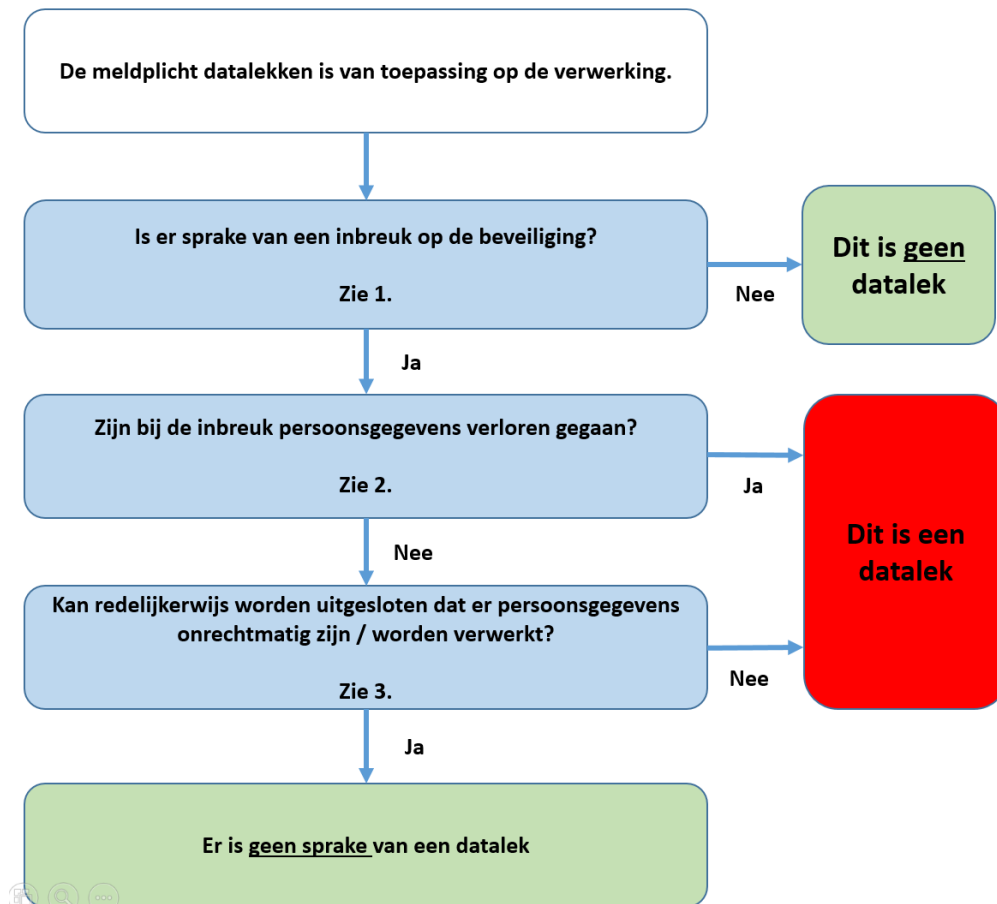 De meldplicht datalekken is van toepassing op de verwerking.
Is er sprake van een inbreuk op de beveiliging?
Zie 1.
Nee
Dit is geen
datalek
Ja
Zijn bij de inbreuk persoonsgegevens verloren gegaan?
Zie 2.
Ja
Dit is een
datalek
Nee
Kan redelijkerwijs worden uitgesloten dat er persoonsgegevens
onrechtmatig zijn / worden verwerkt?
Zie 3.
Nee
Ja
Er is geen sprake van een datalek